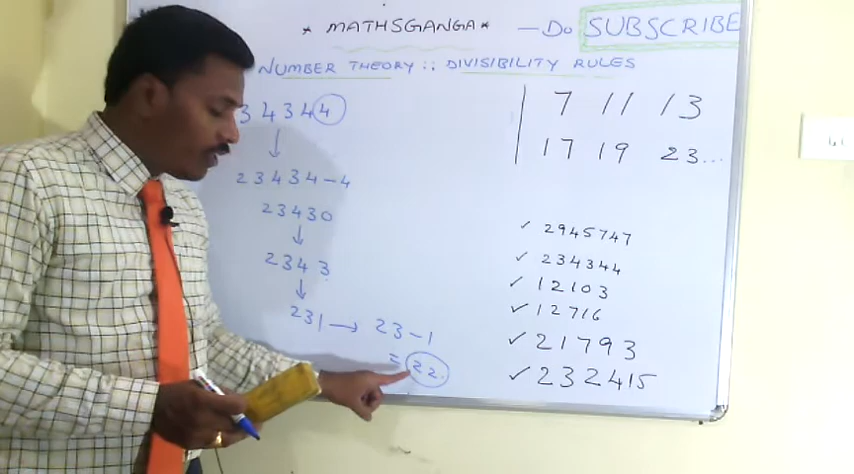 * MATHSGANGA* — DO SUBSCRIBE
NUMBER THEORY :: DIVISIBILITY RULES
34344
↓
23434-4
23430
↓
2343
↓
231 → 23-1
= 22.
7 11 13
17 19 23...
✓ 2945747
✓ 234344
✓ 12103
✓ 12716
✓ 21793
✓ 232415